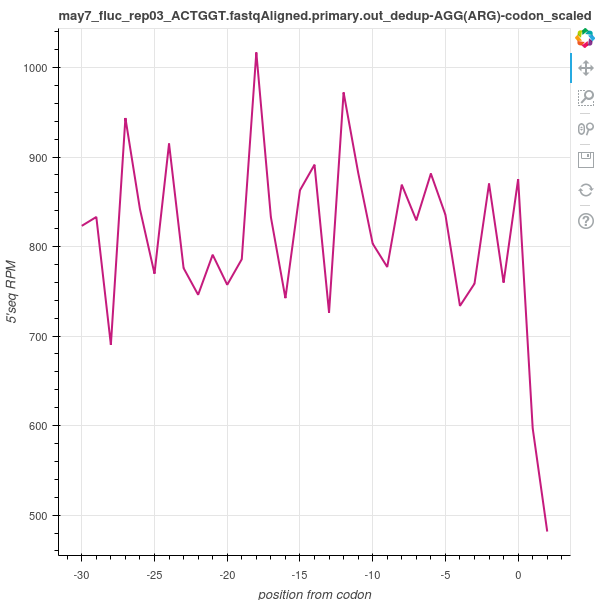 may7_fluc_rep03_ACTGGT.fastqAligned.primary.out_dedup-AGG(ARG)-codon_scaled
1000
900
800
700
600
500
5'seq RPM
-30 -25 -20 -15 -10 -5 0
position from codon